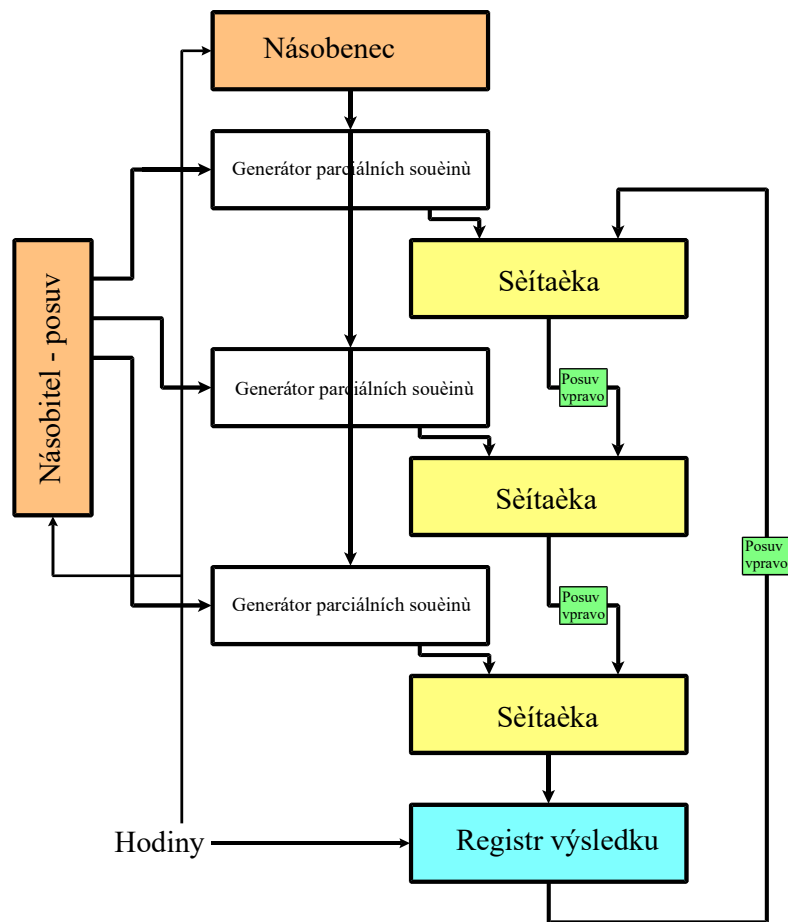 Násobenec
Generátor parciálních souèinù
Sèítaèka
Násobitel - posuv
Posuv
vpravo
Generátor parciálních souèinù
Sèítaèka
Posuv
vpravo
Posuv
vpravo
Generátor parciálních souèinù
Sèítaèka
Hodiny
Registr výsledku